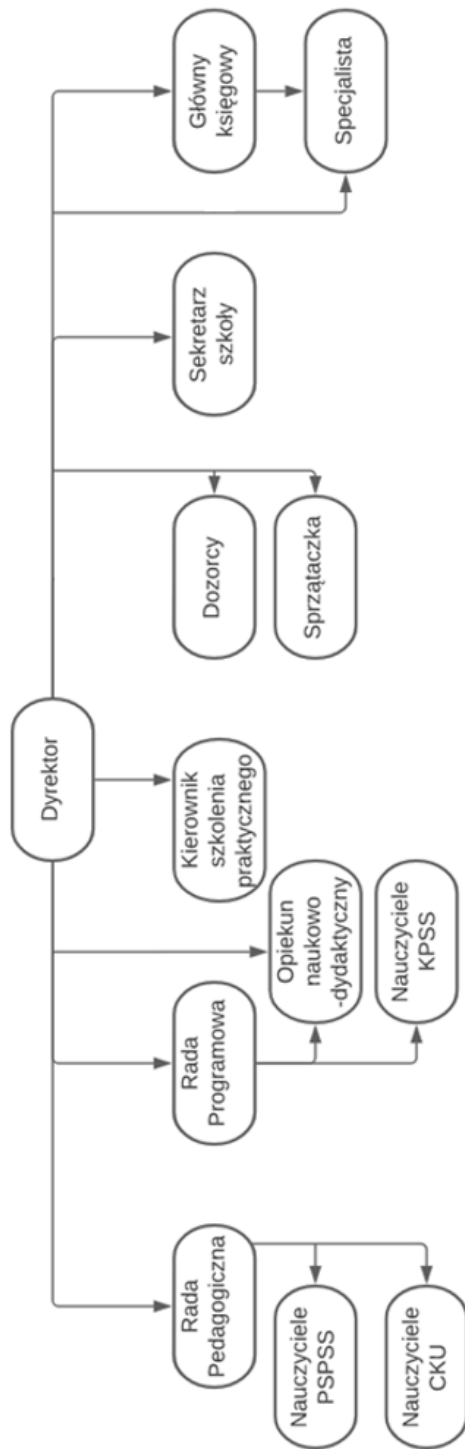 Dyrektor
Rada
Pedagogiczna
Nauczyciele
PSPSS
Nauczyciele
CKU
Rada
Programowa
Opiekun
naukowo
-dydaktyczny
Nauczyciele
KPSS
Kierownik
szkolenia
praktycznego
Dozorcy
Sprzątaczka
Sekretarz
szkoły
Główny
księgowy
Specjalista